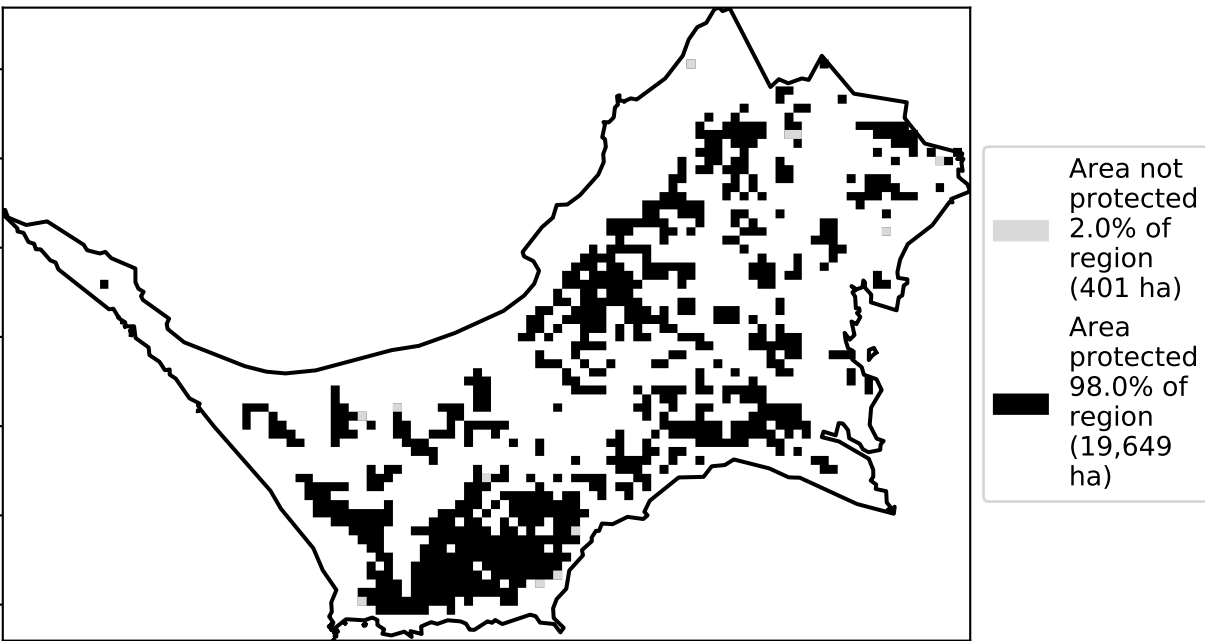 Area not
protected
2.0% of
region
(401 ha)
Area
protected
98.0% of
region
(19,649
ha)